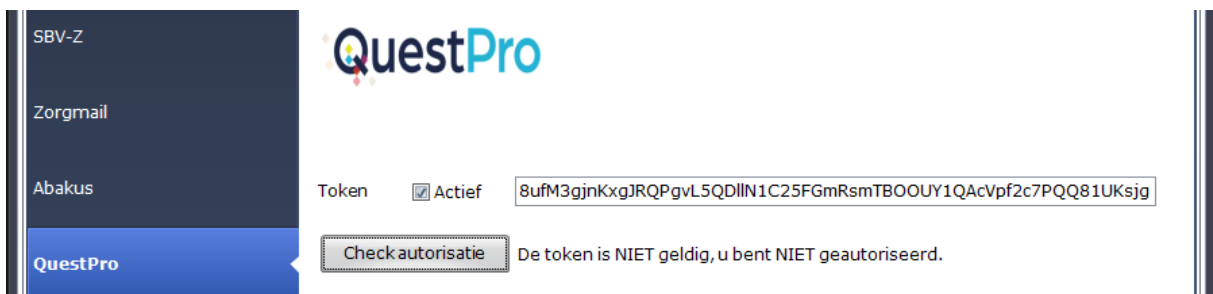 SBV-Z
QuestPro
Zorgmail
Abakus
Token Actief 8ufM3gjnKxgJRQPgvL5QDllN1C25FGmRsmTBOOUY1QAcVpf2c7PQQ81UKsjg
QuestPro
Check autorisatie De token is NIET geldig, u bent NIET geautoriseerd.